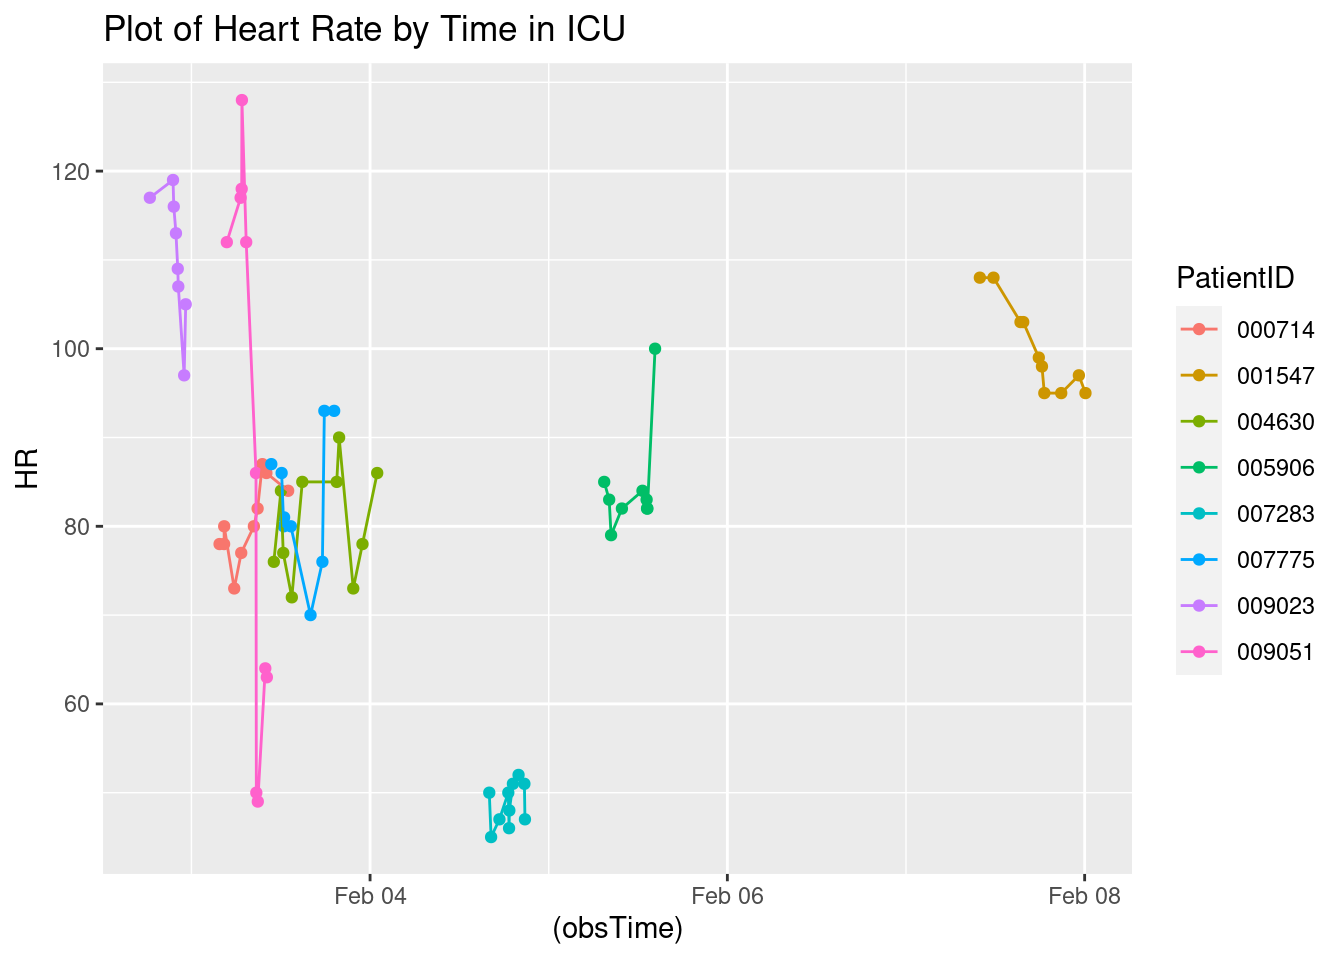 Plot of Heart Rate by Time in ICU
HR
120
100
80
60
Feb 04
Feb 06
Feb 08
(obsTime)
PatientID
000714
001547
004630
005906
007283
007775
009023
009051